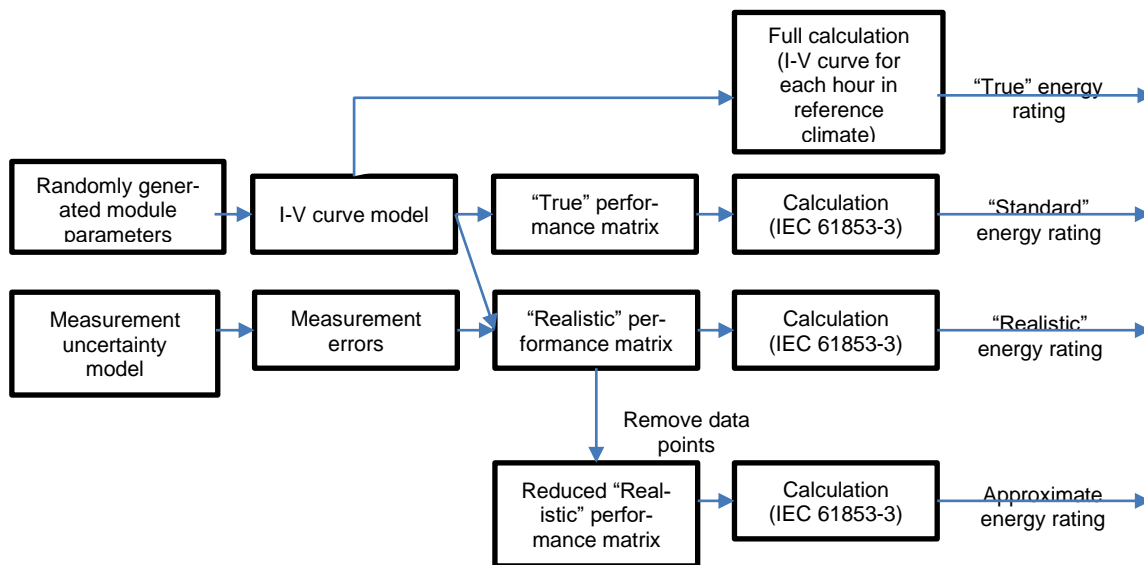 Full calculation
(I-V curve for
each hour in
reference
climate)
“True” energy
rating
Randomly gener-
ated module
parameters
I-V curve model
“True” perfor-
mance matrix
Calculation
(IEC 61853-3)
“Standard”
energy rating
Measurement
uncertainty
model
Measurement
errors
“Realistic” per-
formance matrix
Calculation
(IEC 61853-3)
“Realistic”
energy rating
Remove data
points
Reduced “Real-
istic” perfor-
mance matrix
Calculation
(IEC 61853-3)
Approximate
energy rating